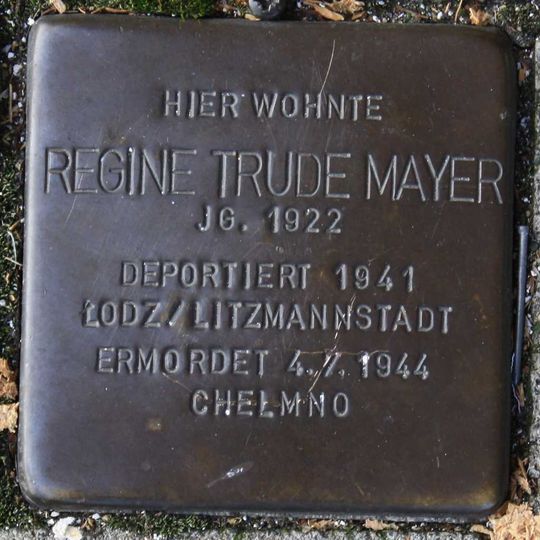 HIER WOHNTE
REGINE TRUDE MAYER
JG. 1922
DEPORTIERT 1941
ŁODZ/LITZMANNSTADT
ERMORDET 4.7.1944
CHELMNO